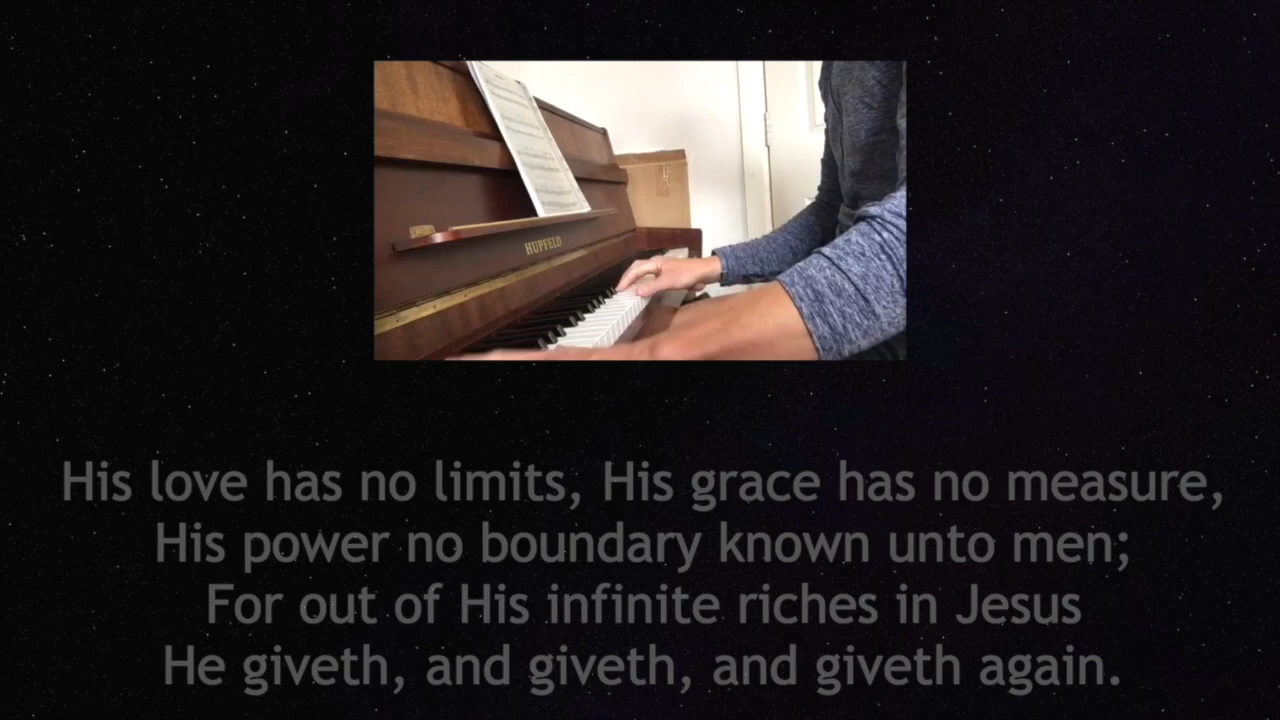 HUPFELD
His love has no limits, His grace has no measure,
His power no boundary known unto men;
For out of His infinite riches in Jesus
He giveth, and giveth, and giveth again.